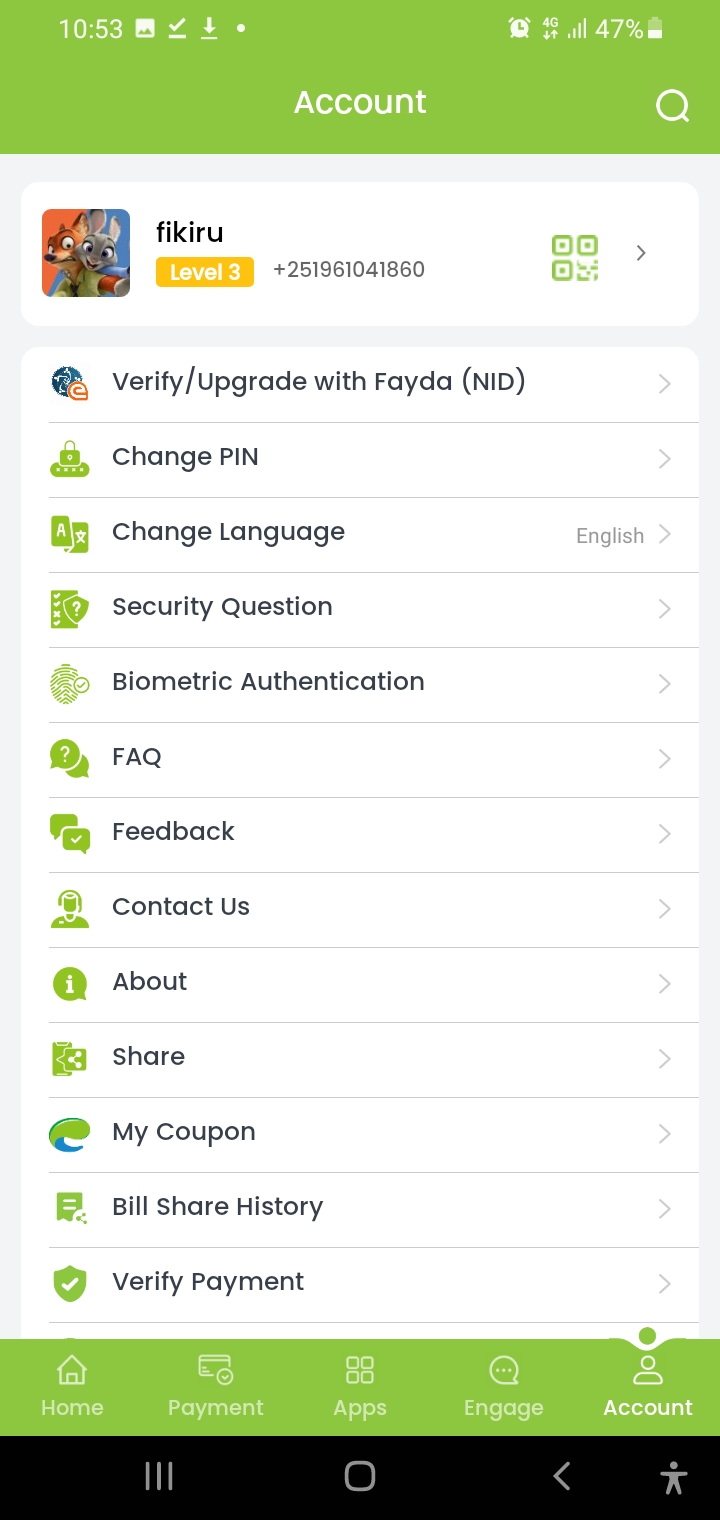 10:53 4G 47%
Account
fikiru
Level 3 +251961041860
Verify/Upgrade with Fayda (NID)
Change PIN
Change Language English
Security Question
Biometric Authentication
FAQ
Feedback
Contact Us
About
Share
My Coupon
Bill Share History
Verify Payment
Home Payment Apps Engage Account